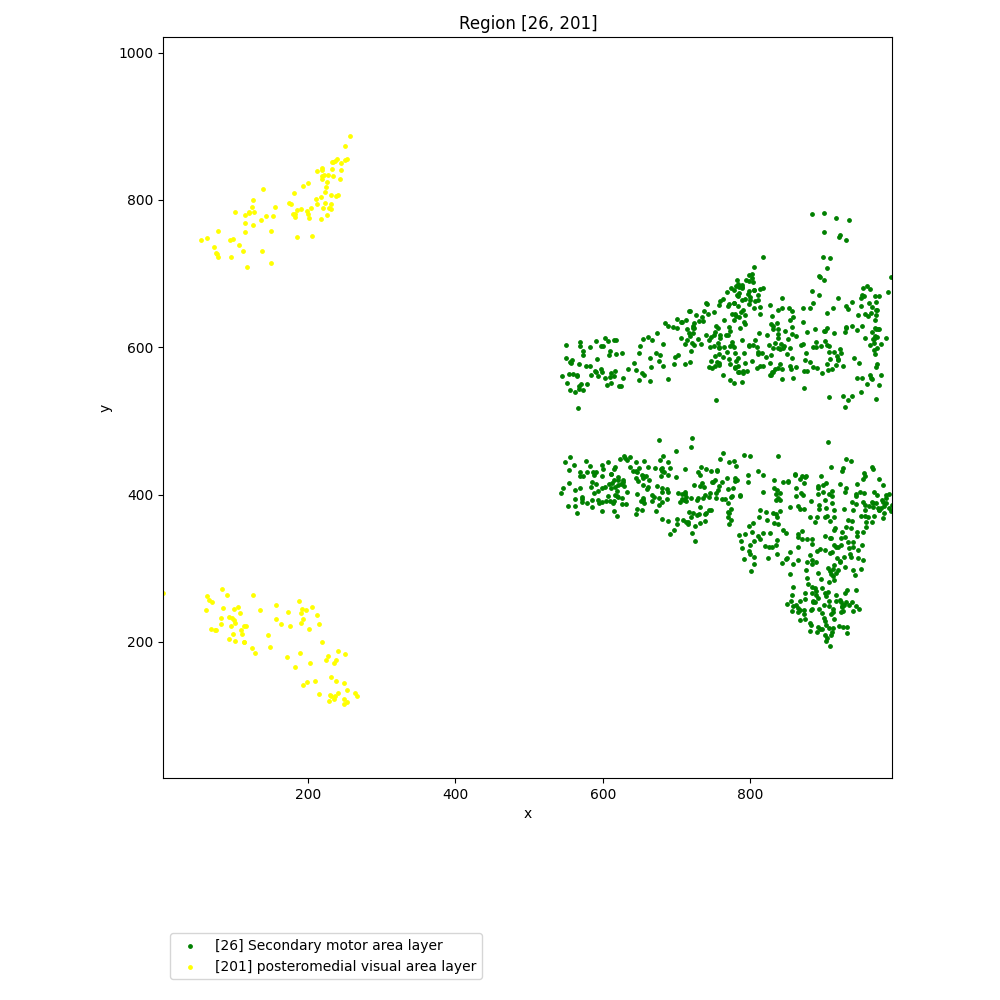 Region [26, 201]
1000
800
600
400
200
y
200 400 600 800
x
[26] Secondary motor area layer
[201] posteromedial visual area layer